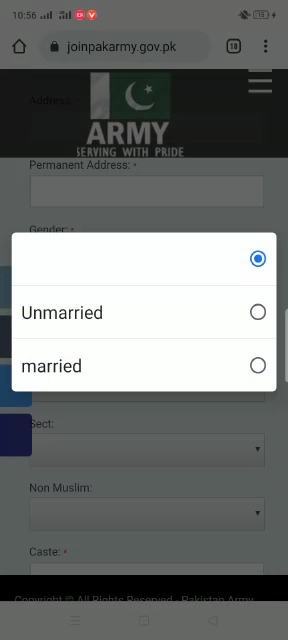 10:56
joinpakarmy.gov.pk
18
Address:
ARMY
SERVING WITH PRIDE
Permanent Address: *
Gender: *
Unmarried
married
Sect:
Non Muslim:
Caste: *
Copyright © All Rights Reserved - Pakistan Army